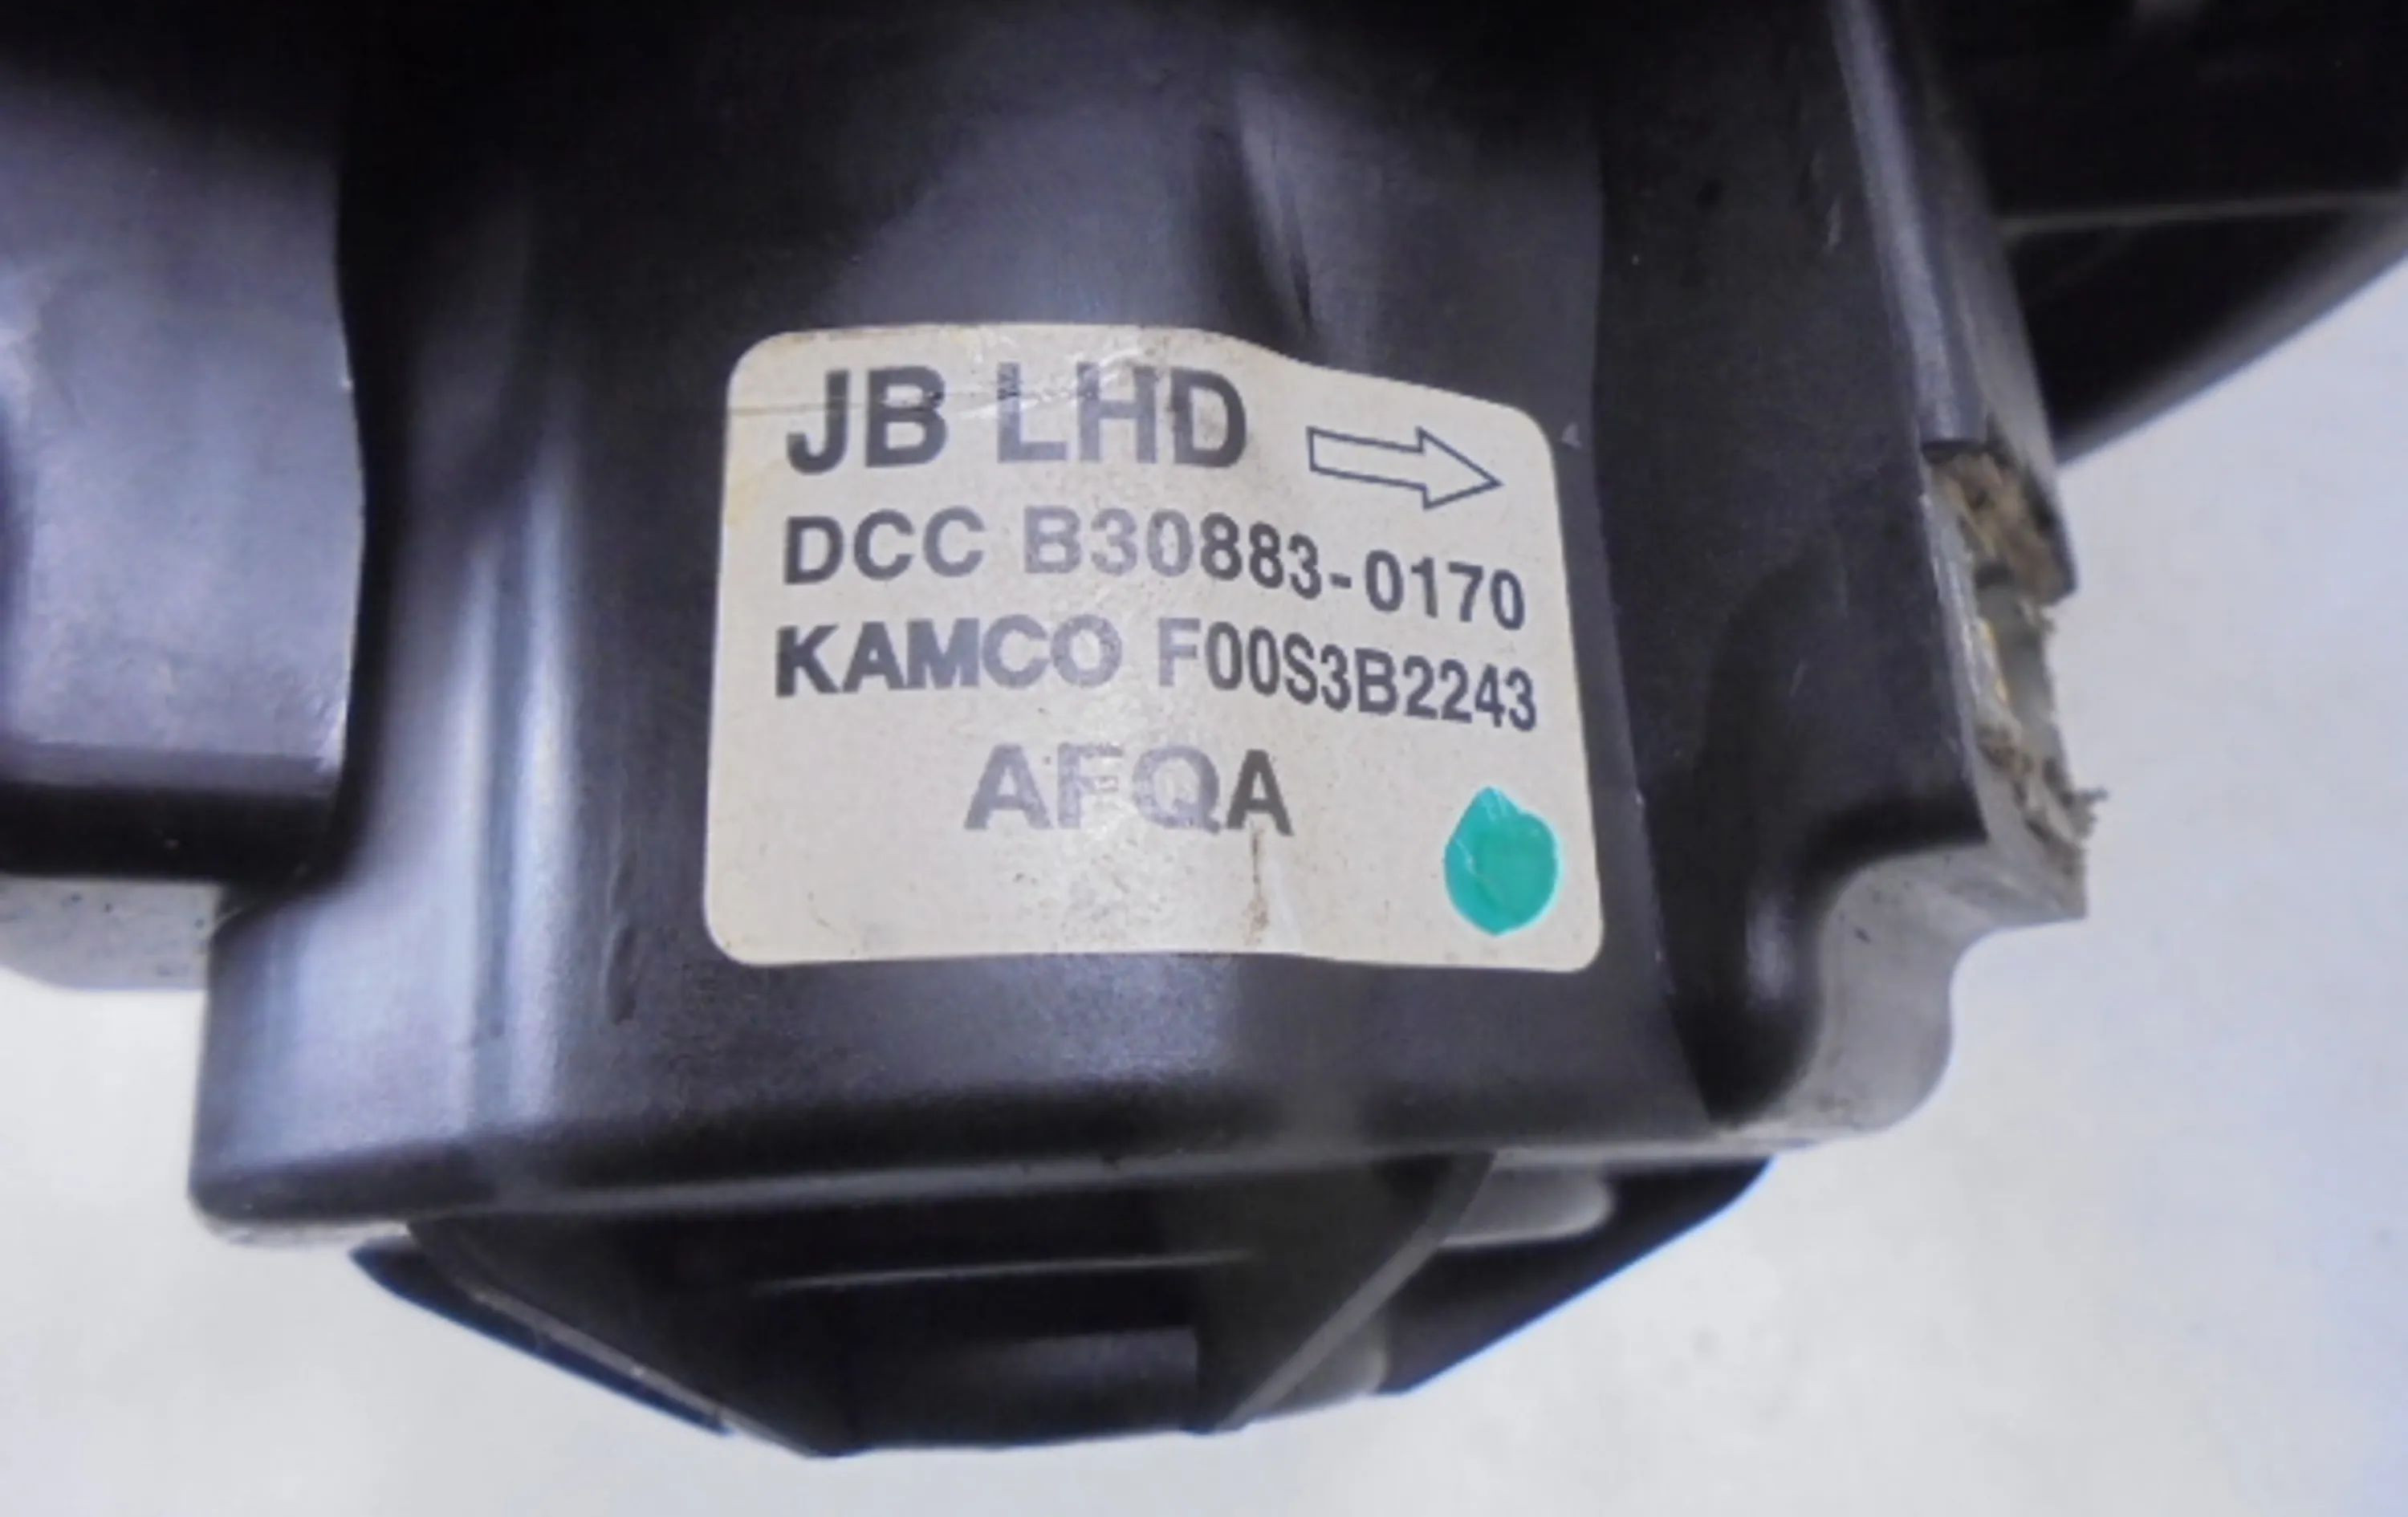 JB LHD
DCC B30883-0170
KAMCO F00S3B2243
AFQA